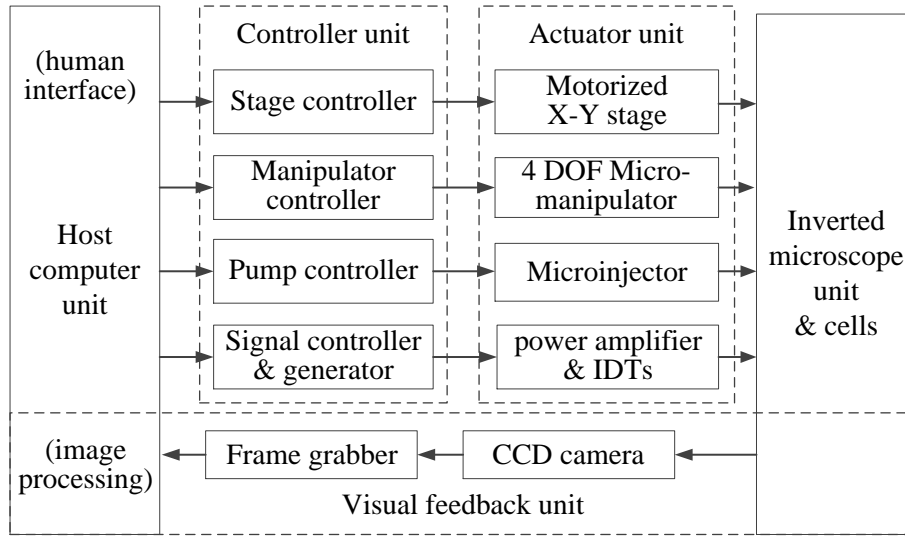 (human
interface)
Host
computer
unit
(image
processing)
Controller unit
Stage controller
Manipulator
controller
Pump controller
Signal controller
& generator
Actuator unit
Motorized
X-Y stage
4 DOF Micro-
manipulator
Microinjector
power amplifier
& IDTs
Inverted
microscope
unit
& cells
Frame grabber
CCD camera
Visual feedback unit